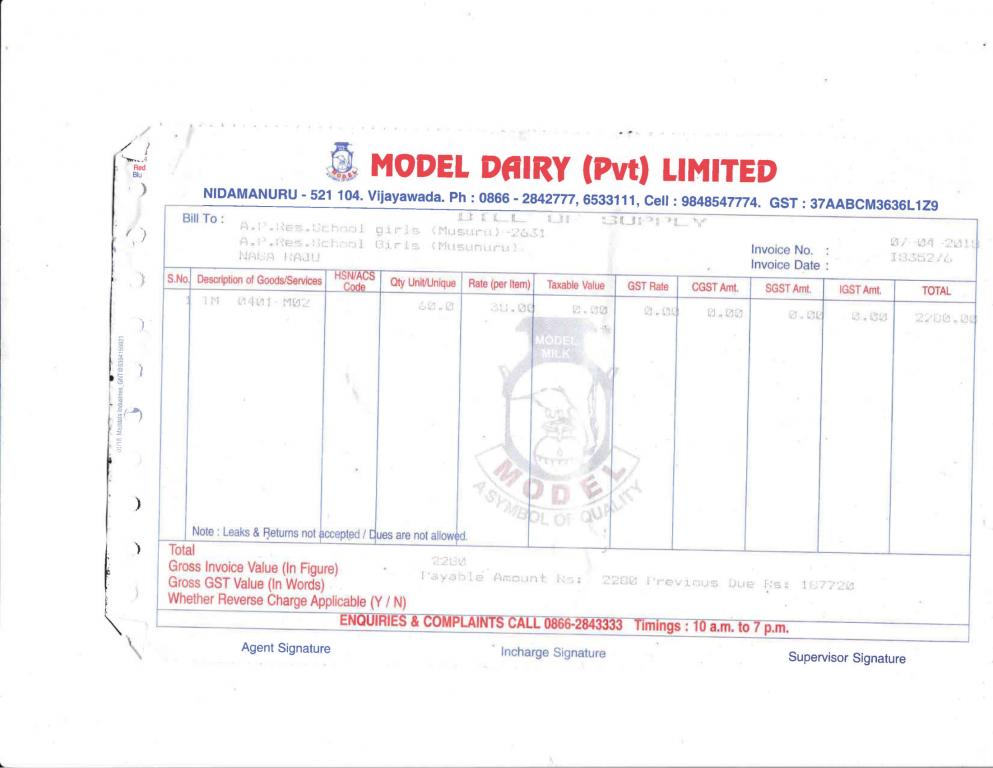 MODEL DAIRY (Pvt) LIMITED
NIDAMANURU - 521 104. Vijayawada. Ph : 0866 - 2842777, 6533111, Cell : 9848547774. GST : 37AABCM3636L1Z9
BILL OF SUPPLY
Bill To :
A.P.Res.School girls (Musuru)-2631
A.P.Res.School Girls (Musunuru).
NAGA RAJU
Invoice No. : 07-04-2018
Invoice Date :
S.No. Description of Goods/Services HSN/ACS Code Qty Unit/Unique Rate (per Item) Taxable Value GST Rate CGST Amt. SGST Amt. IGST Amt. TOTAL
1 TM 0401-M02 60.0 38.00 0.00 0.00 0.00 0.00 0.00 2280.00
MODEL
MILK
MODEL
A SYMBOL OF QUALITY
Note : Leaks & Returns not accepted / Dues are not allowed.
Total
Gross Invoice Value (In Figure) 2280
Gross GST Value (In Words) Payable Amount Rs: 2280 Previous Due Rs: 187720
Whether Reverse Charge Applicable (Y / N)
ENQUIRIES & COMPLAINTS CALL 0866-2843333 Timings : 10 a.m. to 7 p.m.
Agent Signature Incharge Signature Supervisor Signature
Red
Blu